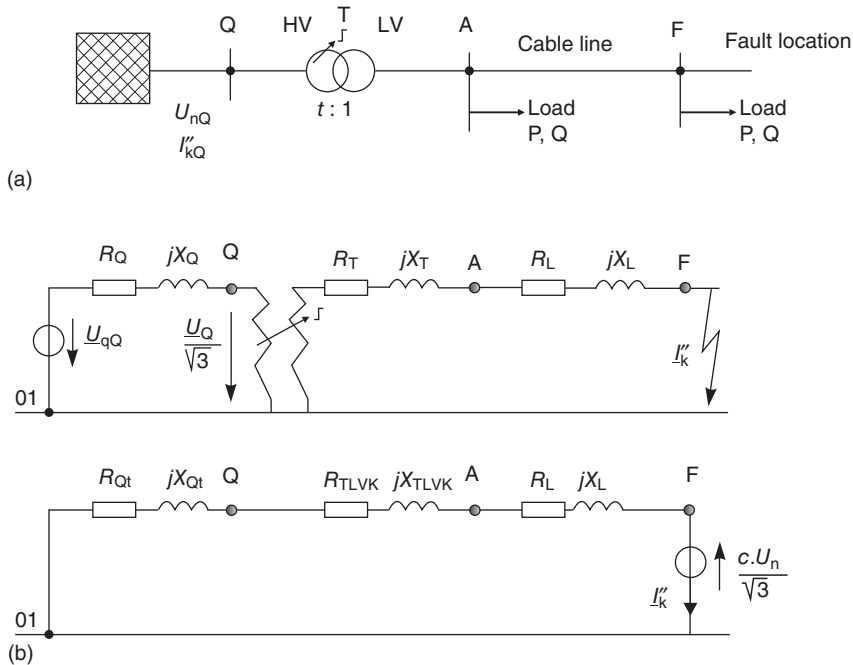 Q HV T LV A Cable line F Fault location
U_nQ t : 1 Load Load
I''_kQ P, Q P, Q
(a)
R_Q jX_Q Q R_T jX_T A R_L jX_L F
U_qQ U_Q/√3 I''_k
01
R_Qt jX_Qt Q R_TLVK jX_TLVK A R_L jX_L F
c.U_n/√3
I''_k
01
(b)